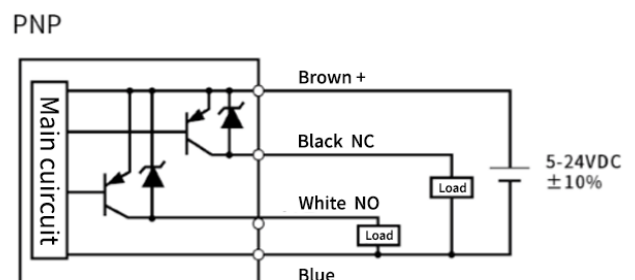 PNP
Brown +
Main cuircuit
Black NC
5-24VDC
±10%
Load
White NO
Load
Blue